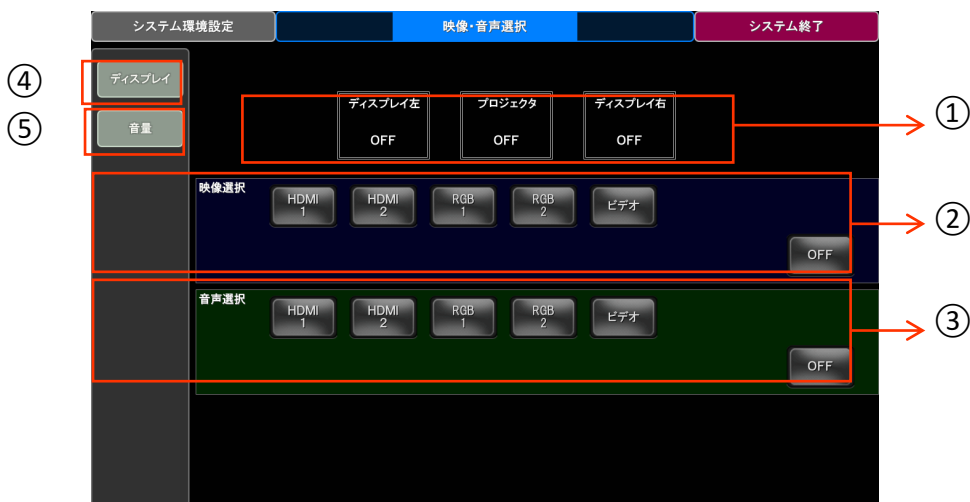 システム環境設定
映像・音声選択
システム終了
④
ディスプレイ
⑤
音量
ディスプレイ左
OFF
プロジェクタ
OFF
ディスプレイ右
OFF
①
映像選択
HDMI
1
HDMI
2
RGB
1
RGB
2
ビデオ
OFF
②
音声選択
HDMI
1
HDMI
2
RGB
1
RGB
2
ビデオ
OFF
③